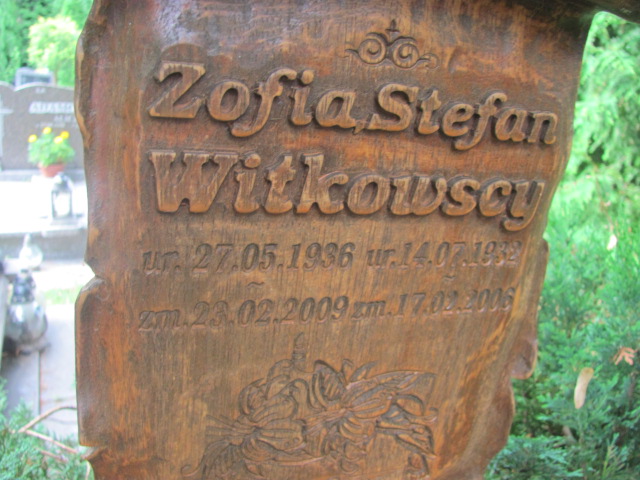 Zofia, Stefan
Witkowscy
ur. 27.05.1936 ur. 14.07.1932
zm. 23.02.2009 zm. 17.02.2006